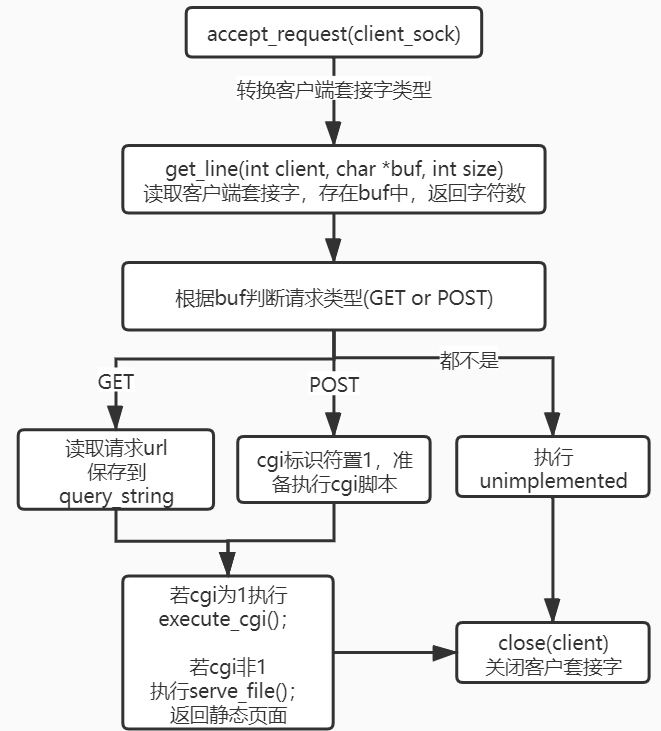 accept_request(client_sock)
转换客户端套接字类型
get_line(int client, char *buf, int size)
读取客户端套接字，存在buf中，返回字符数
根据buf判断请求类型(GET or POST)
GET
POST
都不是
读取请求url
保存到
query_string
cgi标识符置1，准
备执行cgi脚本
执行
unimplemented
若cgi为1执行
execute_cgi();
若cgi非1
执行serve_file();
返回静态页面
close(client)
关闭客户套接字